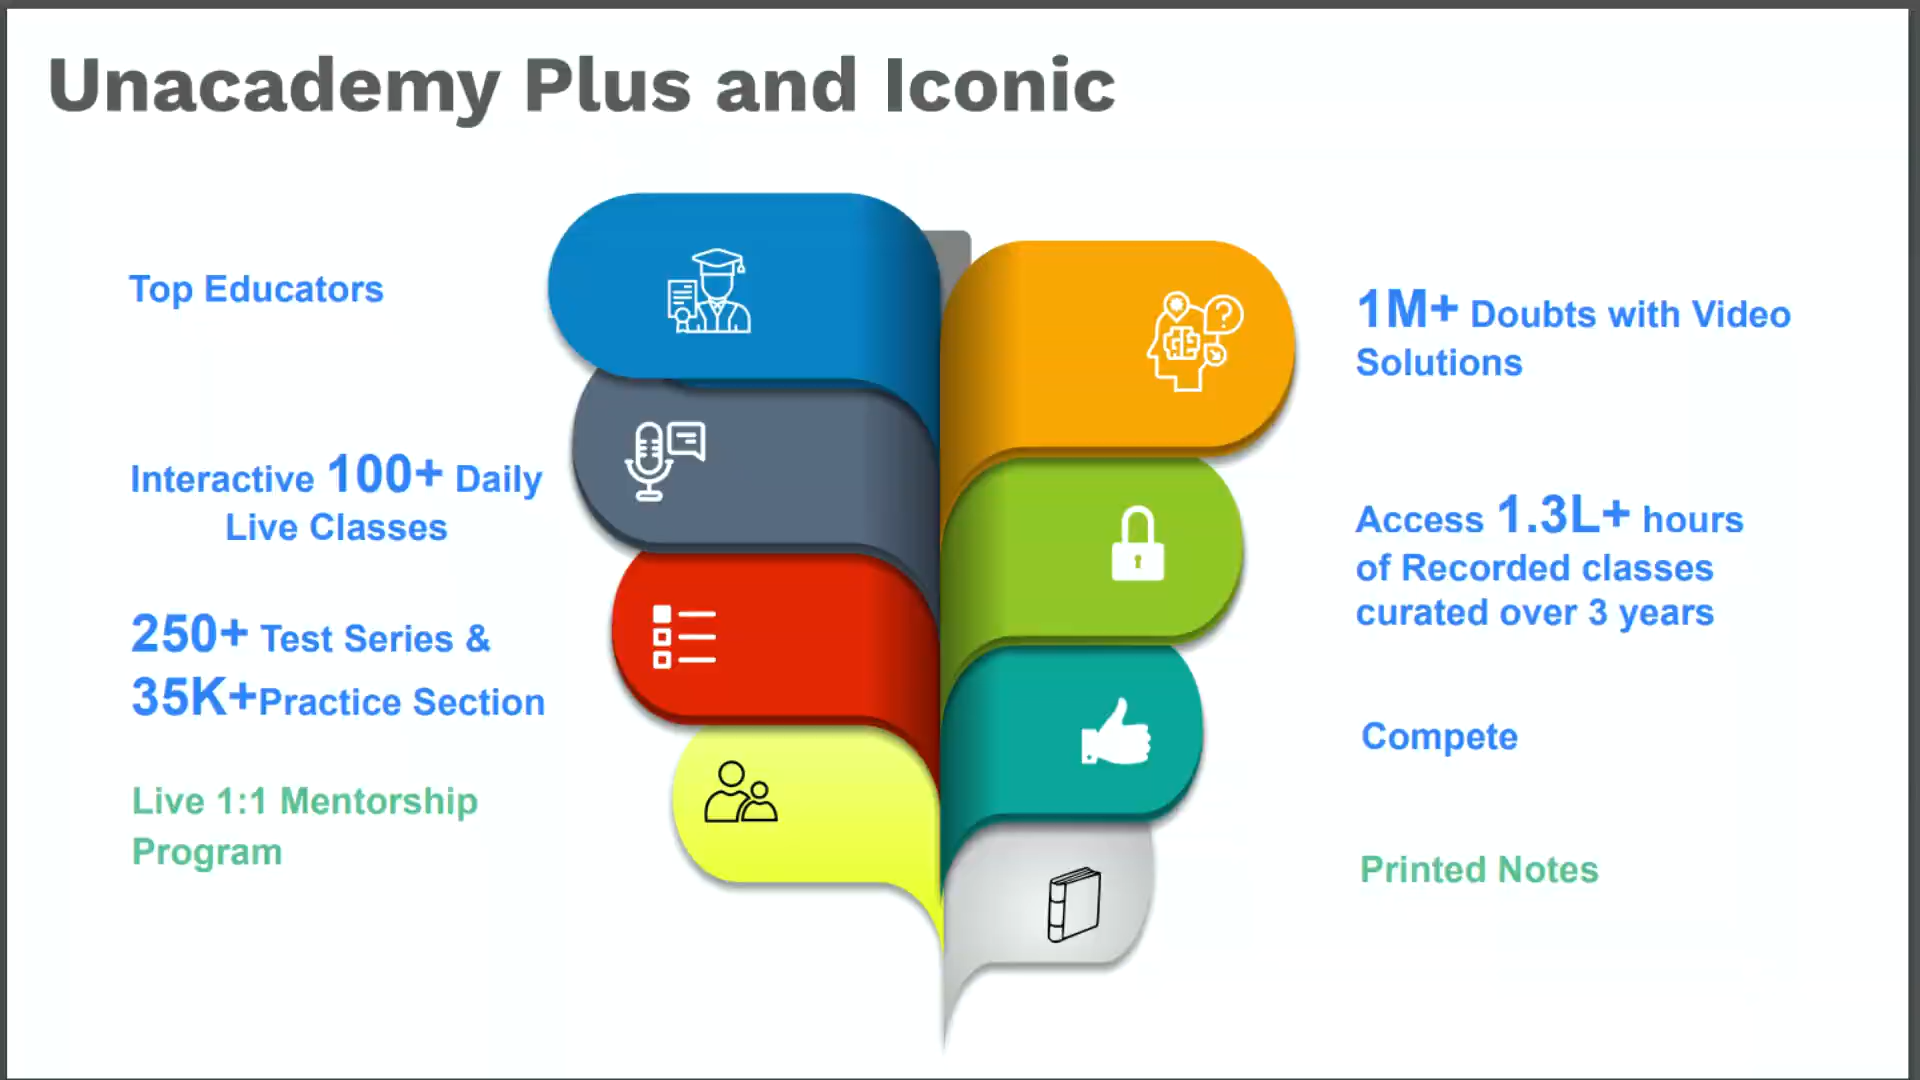 Unacademy Plus and Iconic
Top Educators
Interactive 100+ Daily
Live Classes
250+ Test Series &
35K+Practice Section
Live 1:1 Mentorship
Program
1M+ Doubts with Video
Solutions
Access 1.3L+ hours
of Recorded classes
curated over 3 years
Compete
Printed Notes